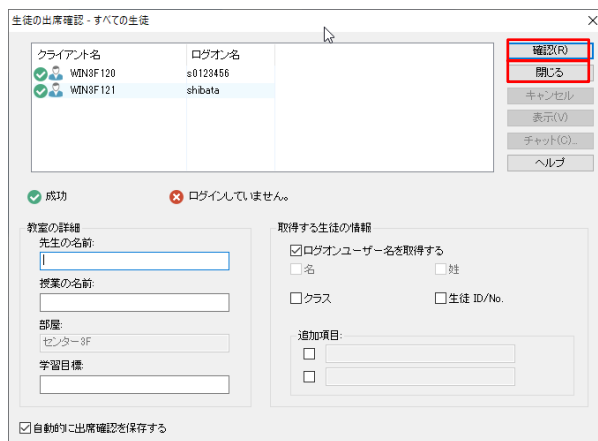 生徒の出席確認 - すべての生徒
クライアント名 ログオン名
WIN3F120 s0123456
WIN3F121 shibata
確認(R)
閉じる
キャンセル
表示(V)
チャット(C)...
ヘルプ
成功 ログインしていません。
教室の詳細
先生の名前:
授業の名前:
部屋:
センター3F
学習目標:
取得する生徒の情報
ログオンユーザー名を取得する
名 姓
クラス 生徒 ID/No.
追加項目:
自動的に出席確認を保存する